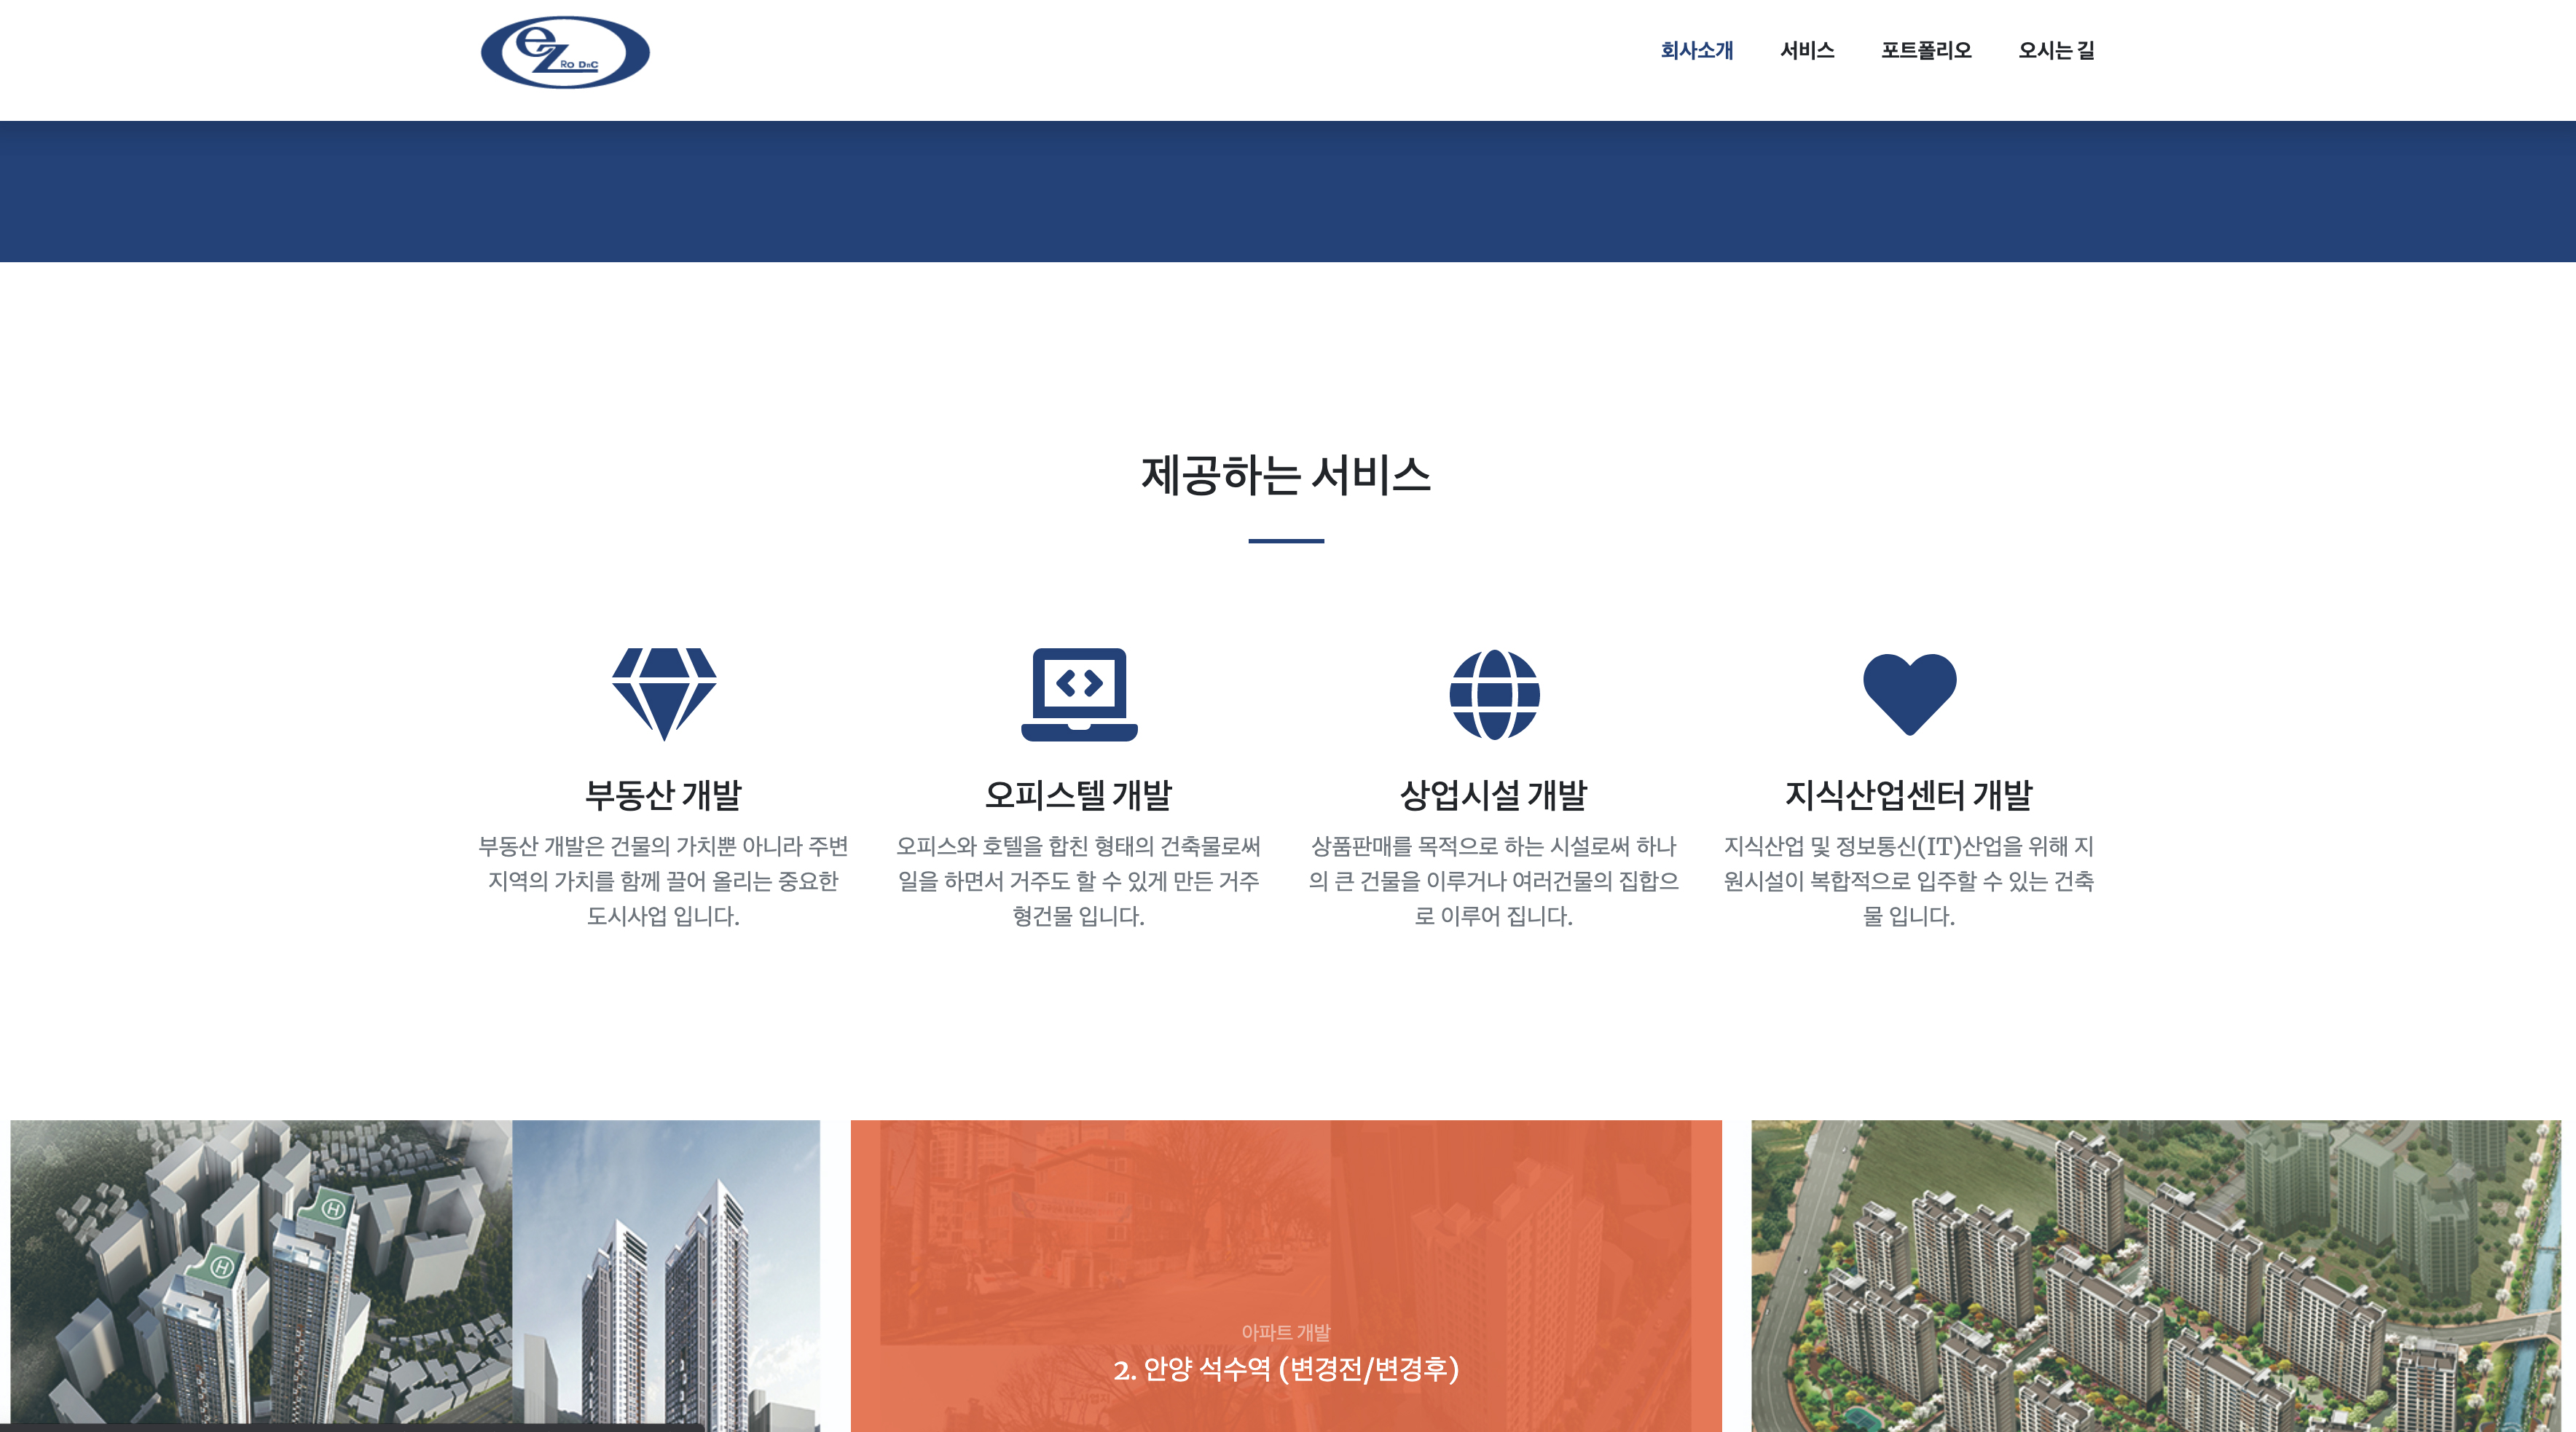 eZ Ro DnC
회사소개 서비스 포트폴리오 오시는 길
제공하는 서비스
부동산 개발
부동산 개발은 건물의 가치뿐 아니라 주변
지역의 가치를 함께 끌어 올리는 중요한
도시사업 입니다.
오피스텔 개발
오피스와 호텔을 합친 형태의 건축물로써
일을 하면서 거주도 할 수 있게 만든 거주
형건물 입니다.
상업시설 개발
상품판매를 목적으로 하는 시설로써 하나
의 큰 건물을 이루거나 여러건물의 집합으
로 이루어 집니다.
지식산업센터 개발
지식산업 및 정보통신(IT)산업을 위해 지
원시설이 복합적으로 입주할 수 있는 건축
물 입니다.
H
H
아파트 개발
2. 안양 석수역 (변경전/변경후)